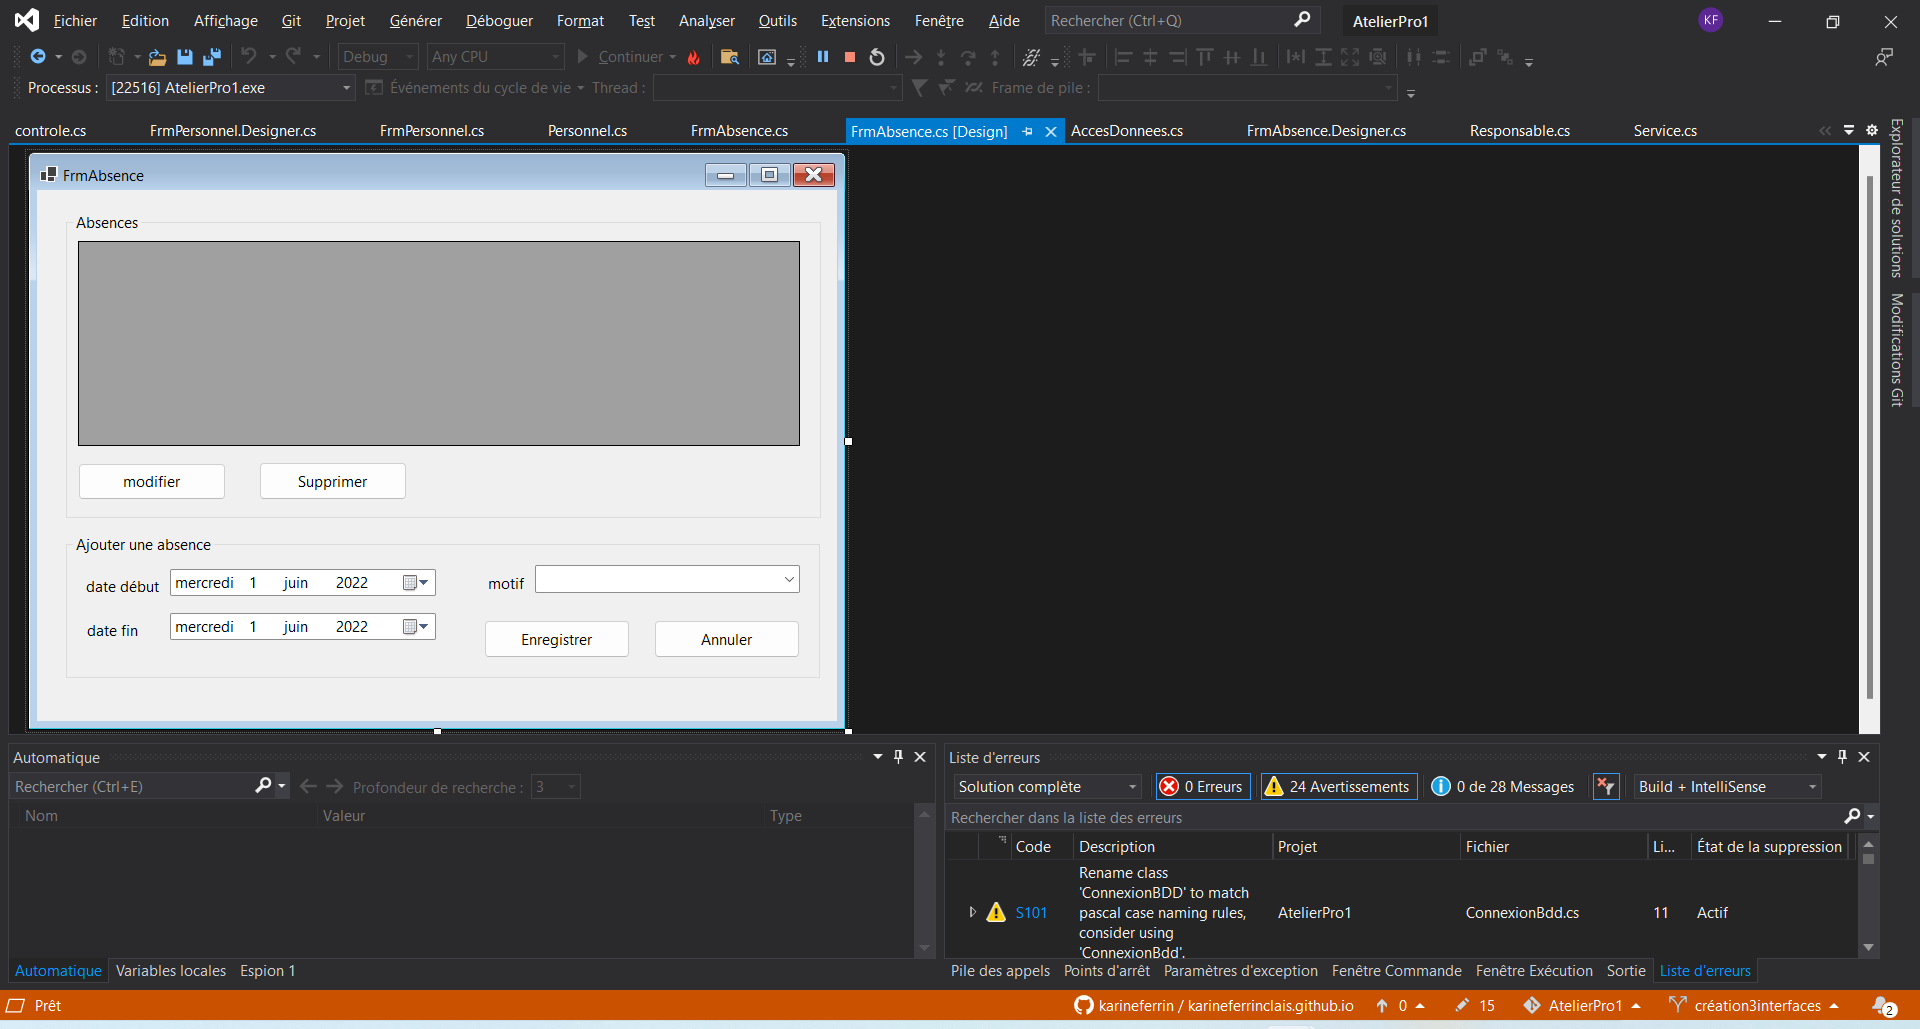 Fichier Edition Affichage Git Projet Générer Déboguer Format Test Analyser Outils Extensions Fenêtre Aide Rechercher (Ctrl+Q) AtelierPro1 KF
Debug Any CPU Continuer
Processus : [22516] AtelierPro1.exe Événements du cycle de vie Thread : Frame de pile :
controle.cs FrmPersonnel.Designer.cs FrmPersonnel.cs Personnel.cs FrmAbsence.cs FrmAbsence.cs [Design] AccesDonnees.cs FrmAbsence.Designer.cs Responsable.cs Service.cs
Explorateur de solutions
Modifications Git
FrmAbsence
Absences
modifier Supprimer
Ajouter une absence
date début mercredi 1 juin 2022 motif
date fin mercredi 1 juin 2022
Enregistrer Annuler
Automatique
Rechercher (Ctrl+E) Profondeur de recherche : 3
Nom Valeur Type
Automatique Variables locales Espion 1
Liste d'erreurs
Solution complète 0 Erreurs 24 Avertissements 0 de 28 Messages Build + IntelliSense
Rechercher dans la liste des erreurs
Code Description Projet Fichier Li... État de la suppression
Rename class
'ConnexionBDD' to match
S101 pascal case naming rules, AtelierPro1 ConnexionBdd.cs 11 Actif
consider using
'ConnexionBdd'.
Pile des appels Points d'arrêt Paramètres d'exception Fenêtre Commande Fenêtre Exécution Sortie Liste d'erreurs
Prêt karineferrin / karineferrinclais.github.io 0 15 AtelierPro1 création3interfaces 2